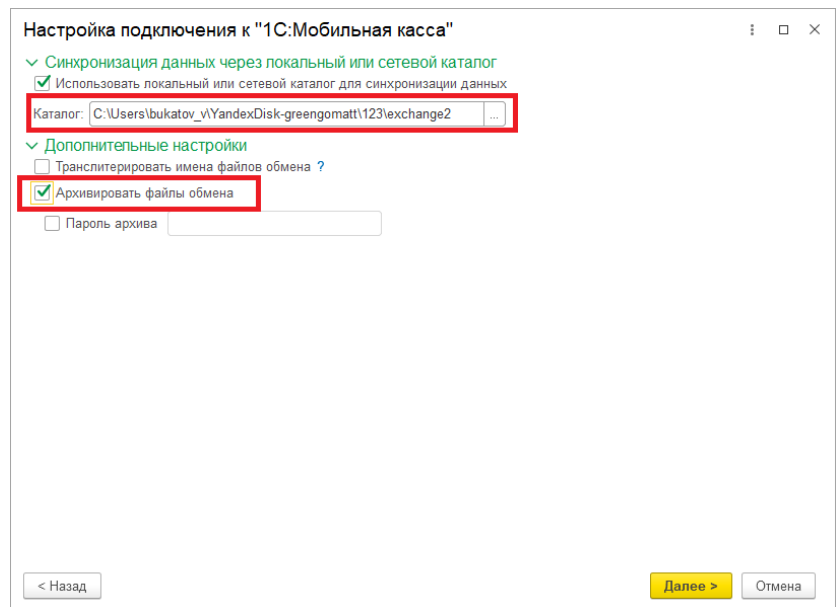 Настройка подключения к "1С:Мобильная касса"
Синхронизация данных через локальный или сетевой каталог
Использовать локальный или сетевой каталог для синхронизации данных
Каталог: C:\Users\bukatov_v\YandexDisk-greengomatt\123\exchange2 ...
Дополнительные настройки
Транслитерировать имена файлов обмена ?
Архивировать файлы обмена
Пароль архива
< Назад Далее > Отмена